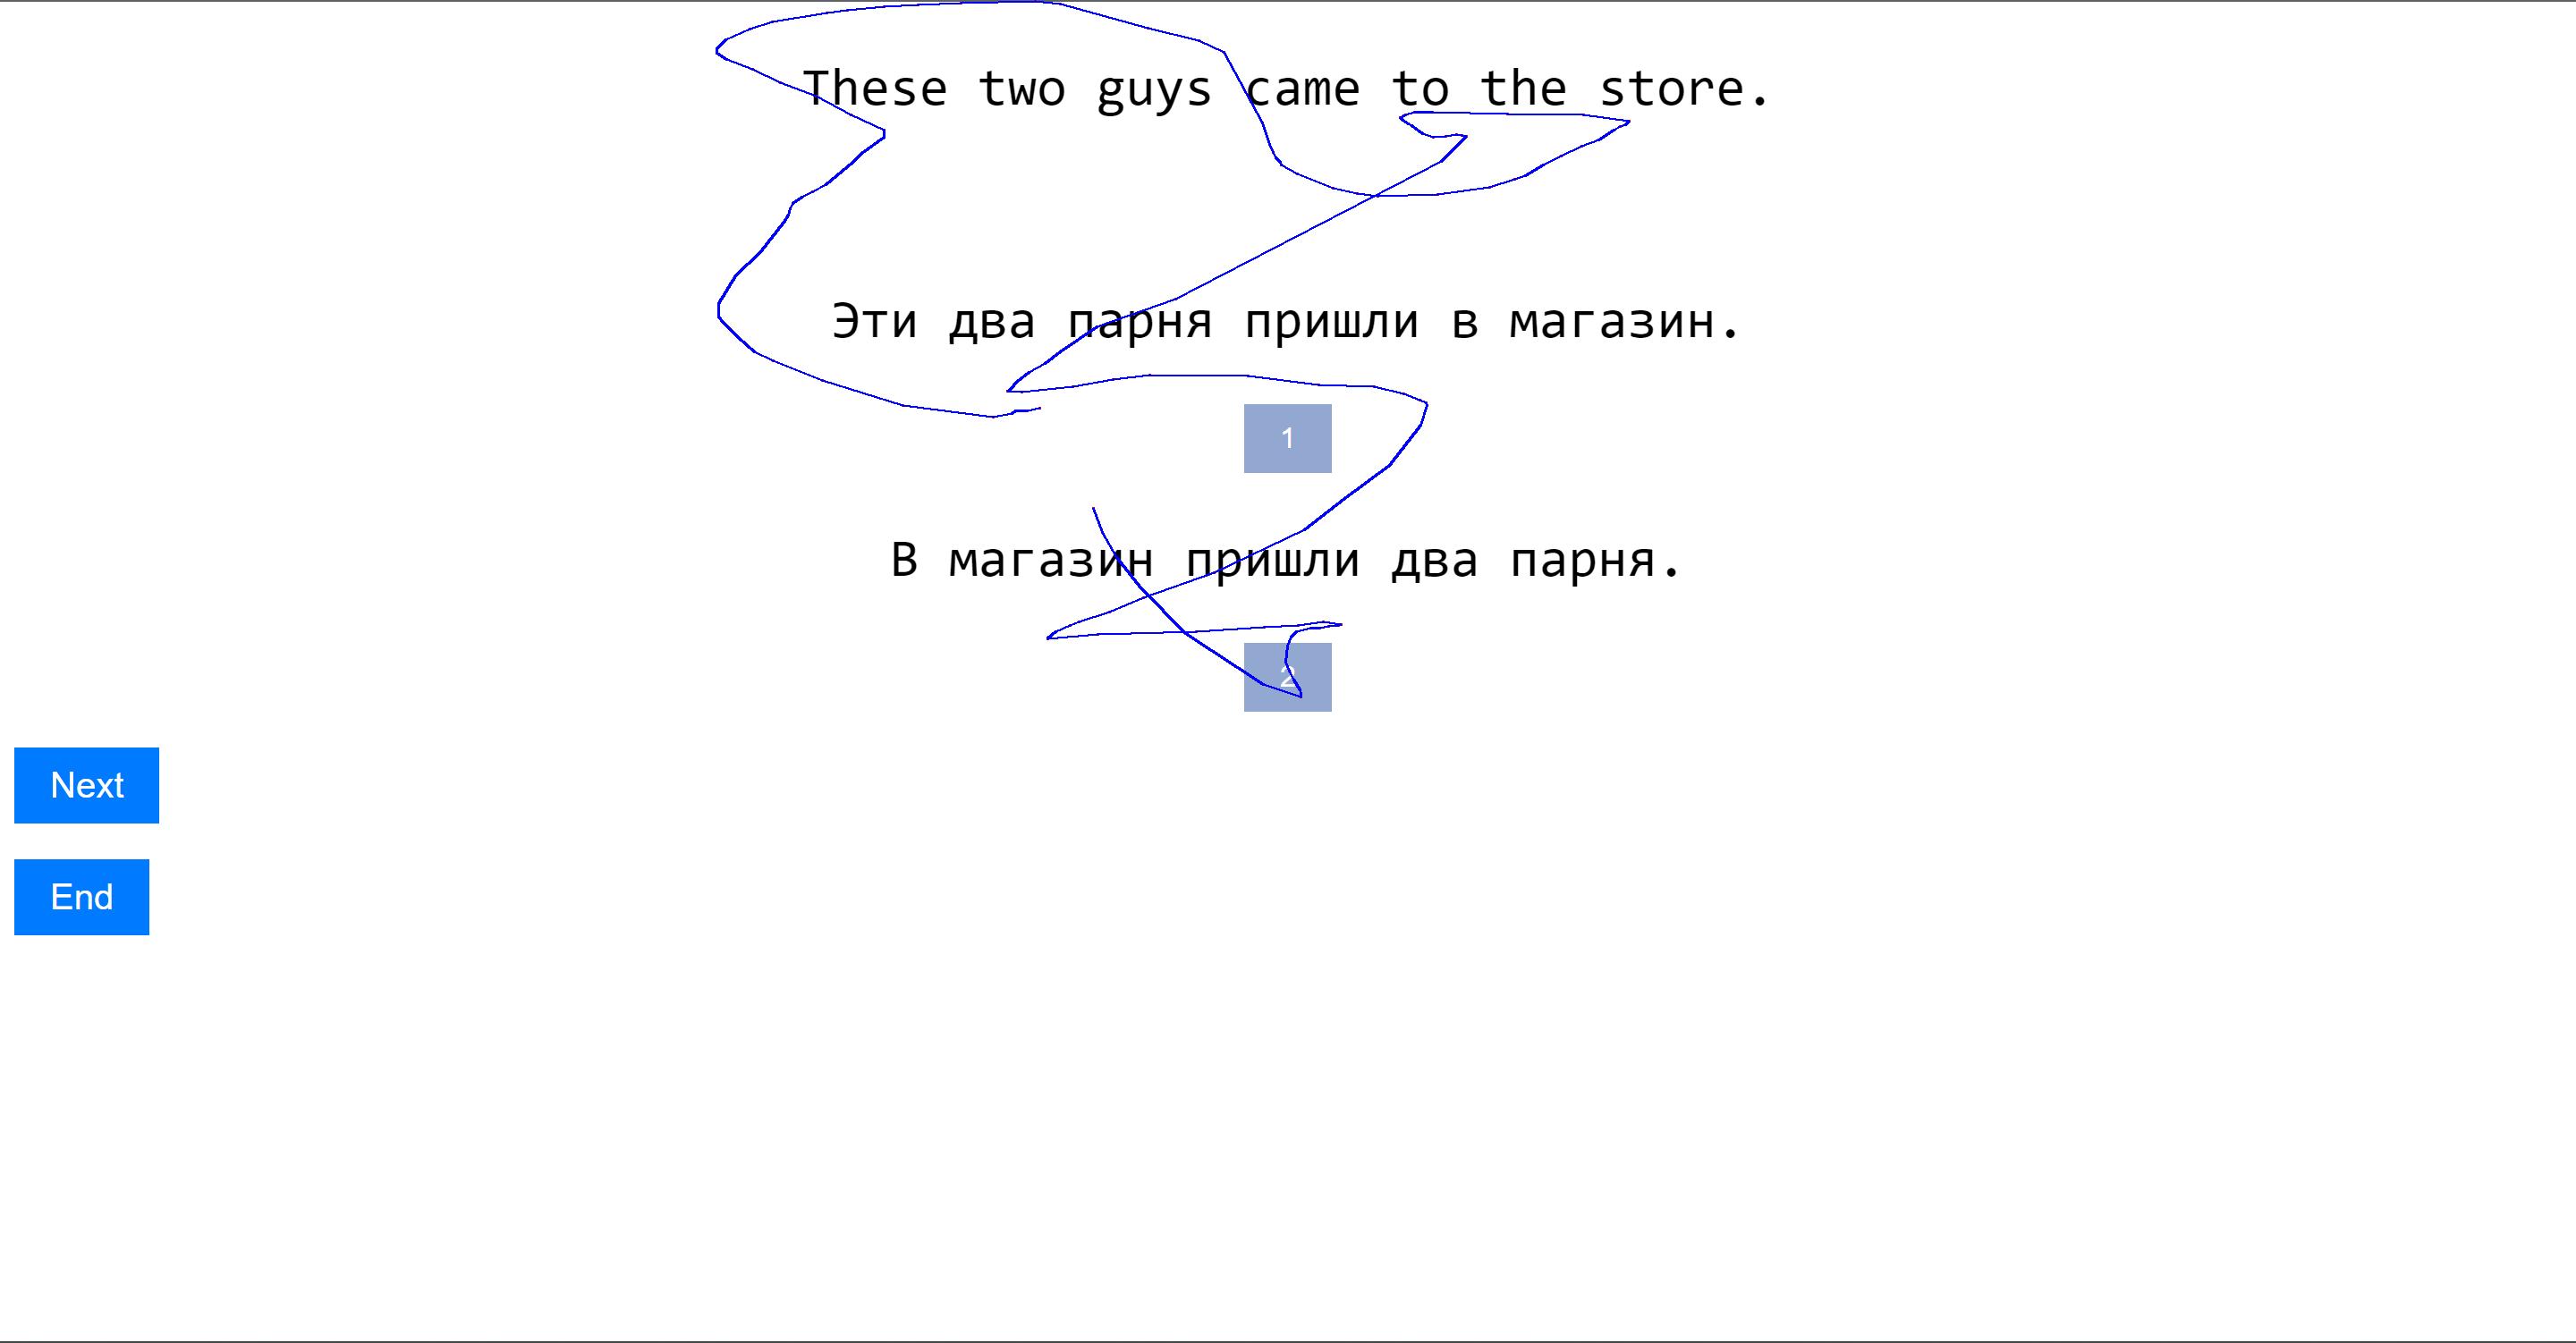 These two guys came to the store.
Эти два парня пришли в магазин.
1
В магазин пришли два парня.
2
Next
End